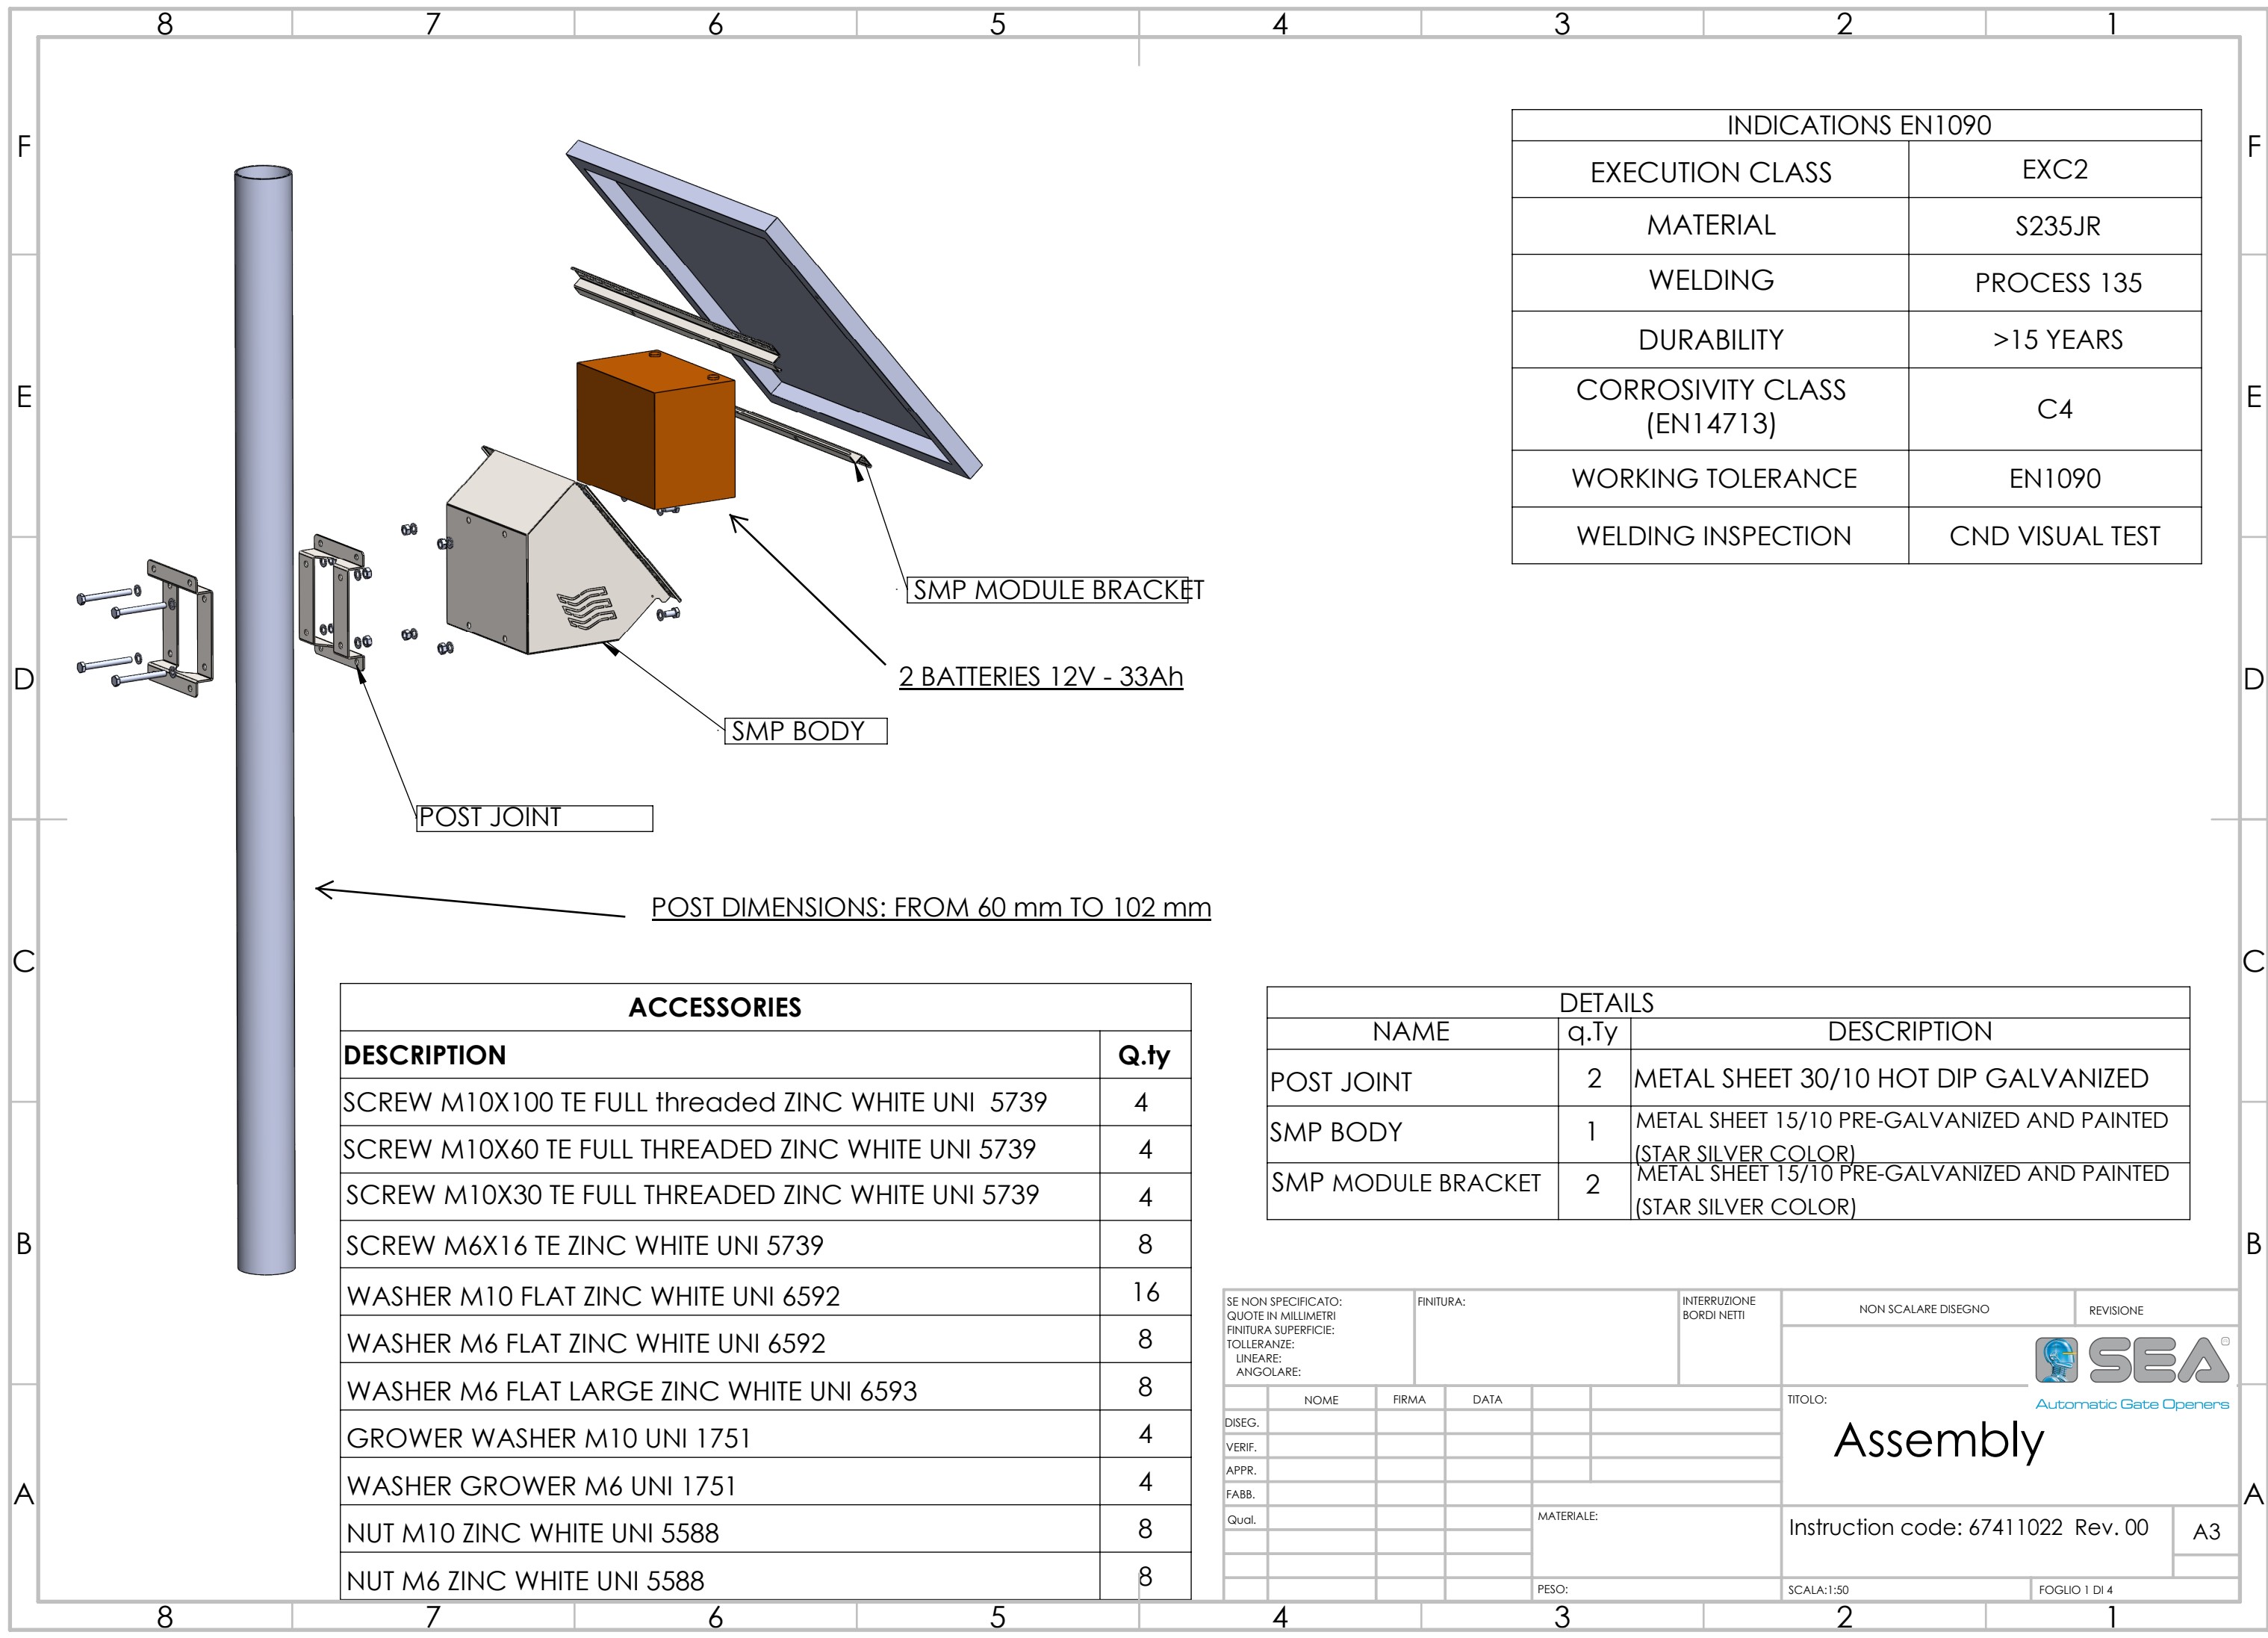 8 7 6 5 4 3 2 1
F F
E E
D D
C C
B B
A A
INDICATIONS EN1090
EXECUTION CLASS EXC2
MATERIAL S235JR
WELDING PROCESS 135
DURABILITY >15 YEARS
CORROSIVITY CLASS
(EN14713) C4
WORKING TOLERANCE EN1090
WELDING INSPECTION CND VISUAL TEST
SMP MODULE BRACKET
2 BATTERIES 12V - 33Ah
SMP BODY
POST JOINT
POST DIMENSIONS: FROM 60 mm TO 102 mm
ACCESSORIES
DESCRIPTION Q.ty
SCREW M10X100 TE FULL threaded ZINC WHITE UNI 5739 4
SCREW M10X60 TE FULL THREADED ZINC WHITE UNI 5739 4
SCREW M10X30 TE FULL THREADED ZINC WHITE UNI 5739 4
SCREW M6X16 TE ZINC WHITE UNI 5739 8
WASHER M10 FLAT ZINC WHITE UNI 6592 16
WASHER M6 FLAT ZINC WHITE UNI 6592 8
WASHER M6 FLAT LARGE ZINC WHITE UNI 6593 8
GROWER WASHER M10 UNI 1751 4
WASHER GROWER M6 UNI 1751 4
NUT M10 ZINC WHITE UNI 5588 8
NUT M6 ZINC WHITE UNI 5588 8
DETAILS
NAME q.Ty DESCRIPTION
POST JOINT 2 METAL SHEET 30/10 HOT DIP GALVANIZED
SMP BODY 1 METAL SHEET 15/10 PRE-GALVANIZED AND PAINTED
(STAR SILVER COLOR)
SMP MODULE BRACKET 2 METAL SHEET 15/10 PRE-GALVANIZED AND PAINTED
(STAR SILVER COLOR)
SE NON SPECIFICATO:
QUOTE IN MILLIMETRI
FINITURA SUPERFICIE:
TOLLERANZE:
LINEARE:
ANGOLARE:
FINITURA:
INTERRUZIONE
BORDI NETTI
NON SCALARE DISEGNO
REVISIONE
SEA ®
Automatic Gate Openers
NOME FIRMA DATA
DISEG.
VERIF.
APPR.
FABB.
Qual.
TITOLO:
Assembly
MATERIALE:
Instruction code: 67411022 Rev. 00
A3
PESO:
SCALA:1:50
FOGLIO 1 DI 4
8 7 6 5 4 3 2 1